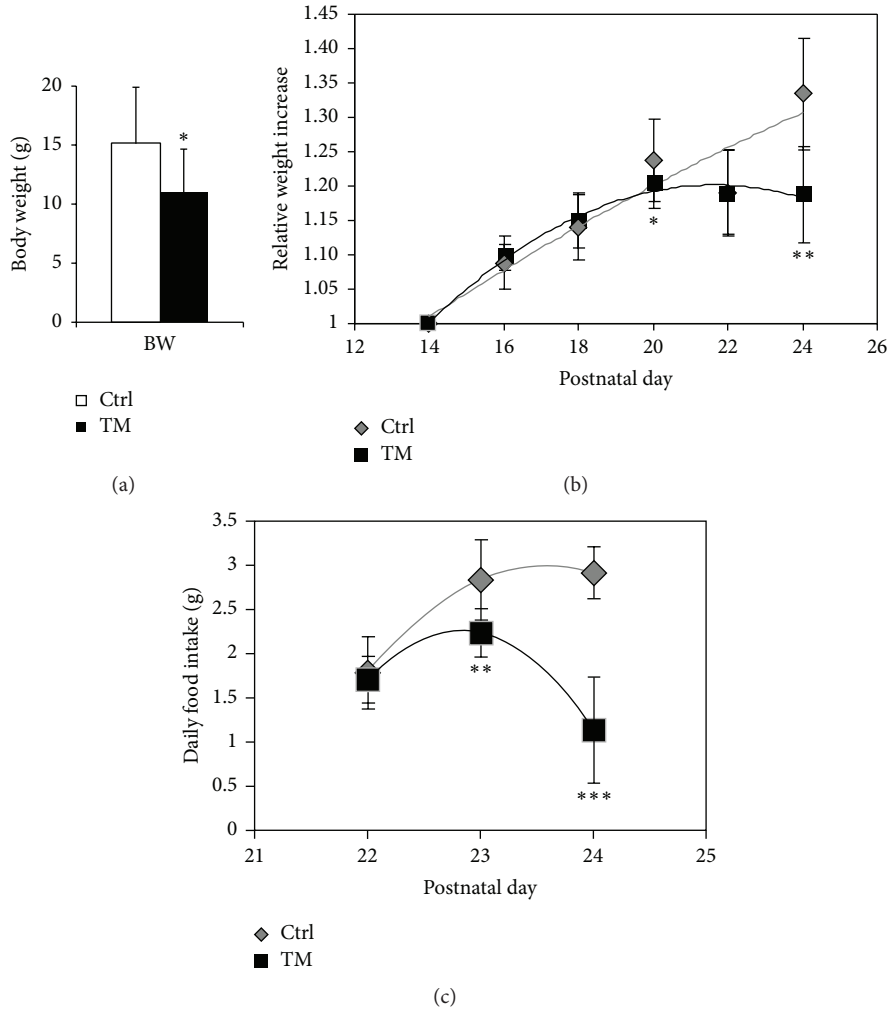 20
15
10
5
0
Body weight (g)
*
BW
Ctrl
TM
(a)
1.45
1.40
1.35
1.30
1.25
1.20
1.15
1.10
1.05
1
Relative weight increase
*
**
12 14 16 18 20 22 24 26
Postnatal day
Ctrl
TM
(b)
3.5
3
2.5
2
1.5
1
0.5
0
Daily food intake (g)
**
***
21 22 23 24 25
Postnatal day
Ctrl
TM
(c)